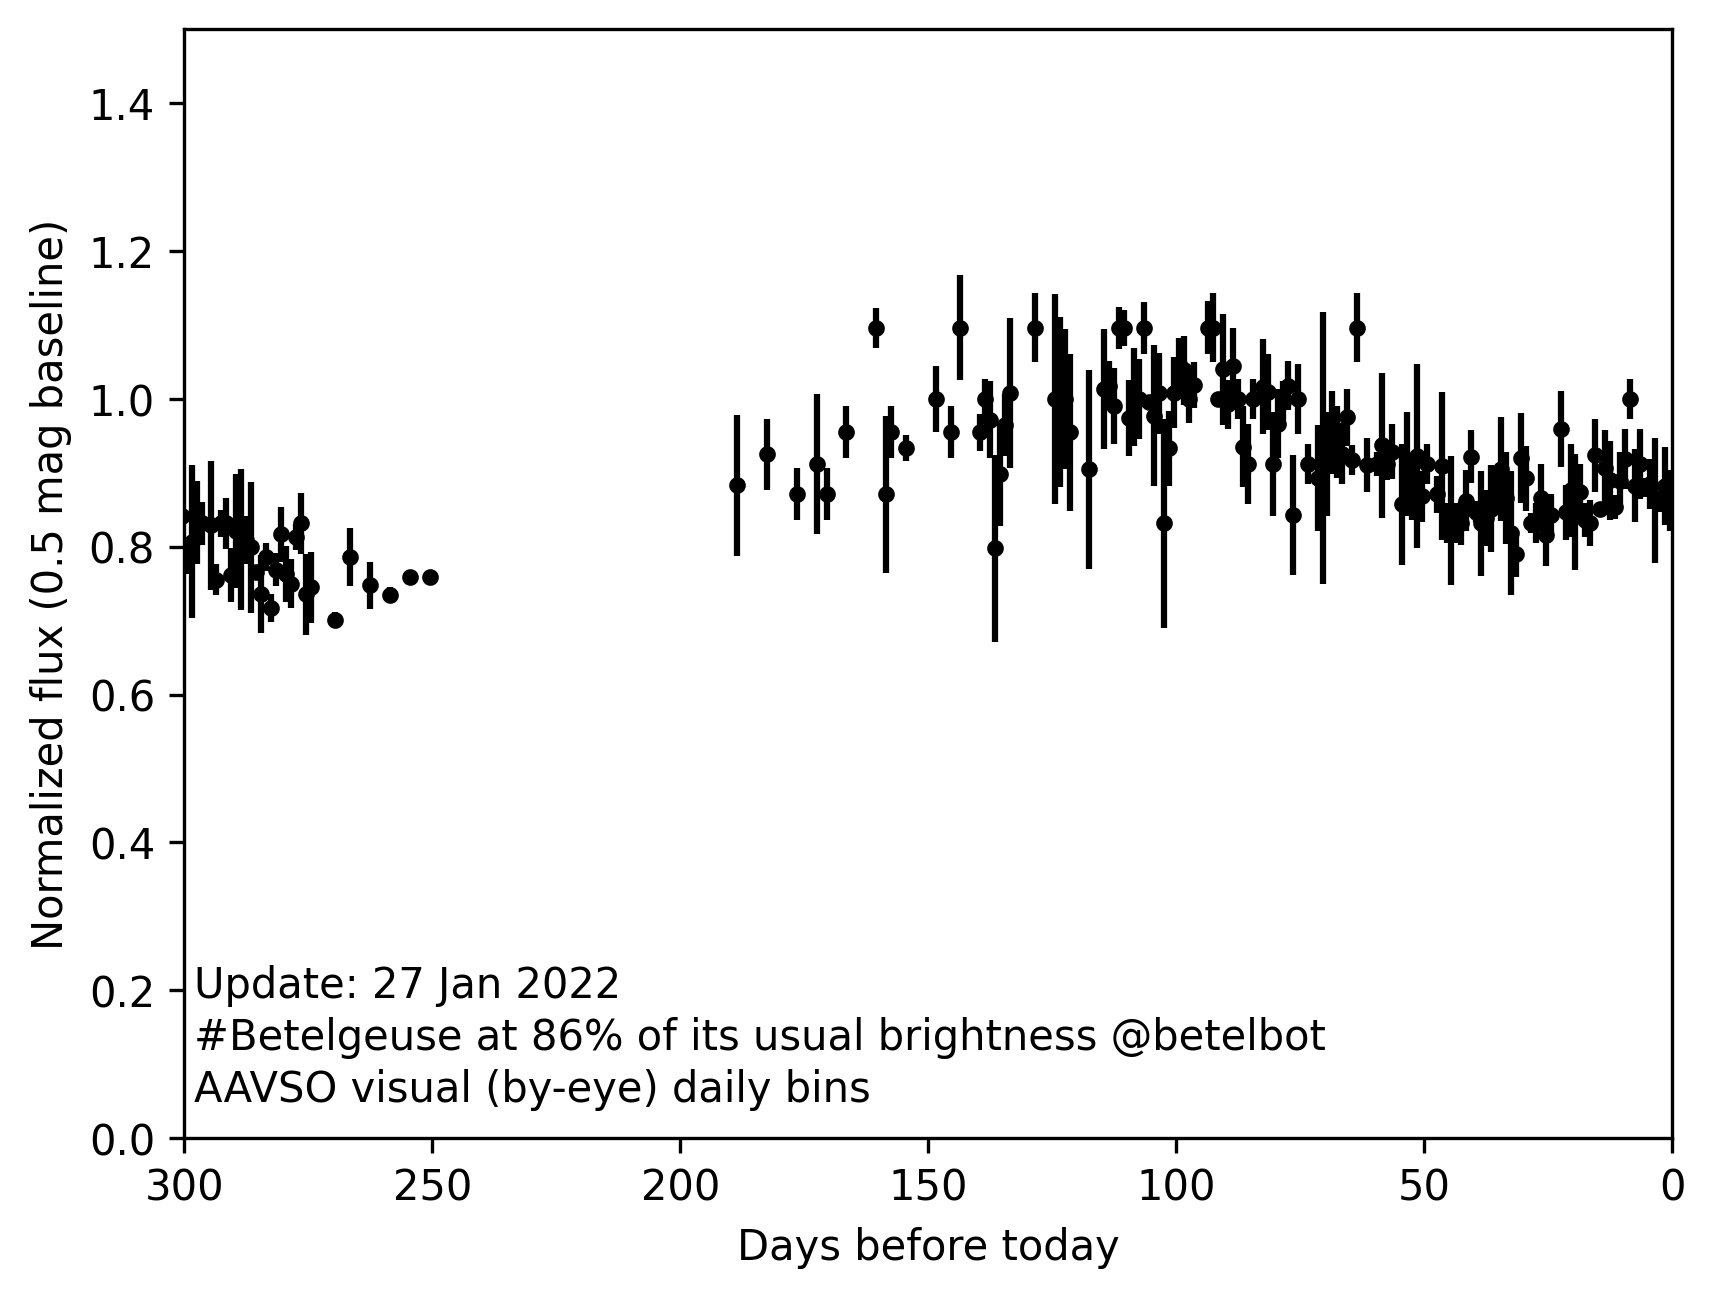 1.4
1.2
1.0
0.8
0.6
0.4
0.2
0.0
Normalized flux (0.5 mag baseline)
Update: 27 Jan 2022
#Betelgeuse at 86% of its usual brightness @betelbot
AAVSO visual (by-eye) daily bins
300 250 200 150 100 50 0
Days before today